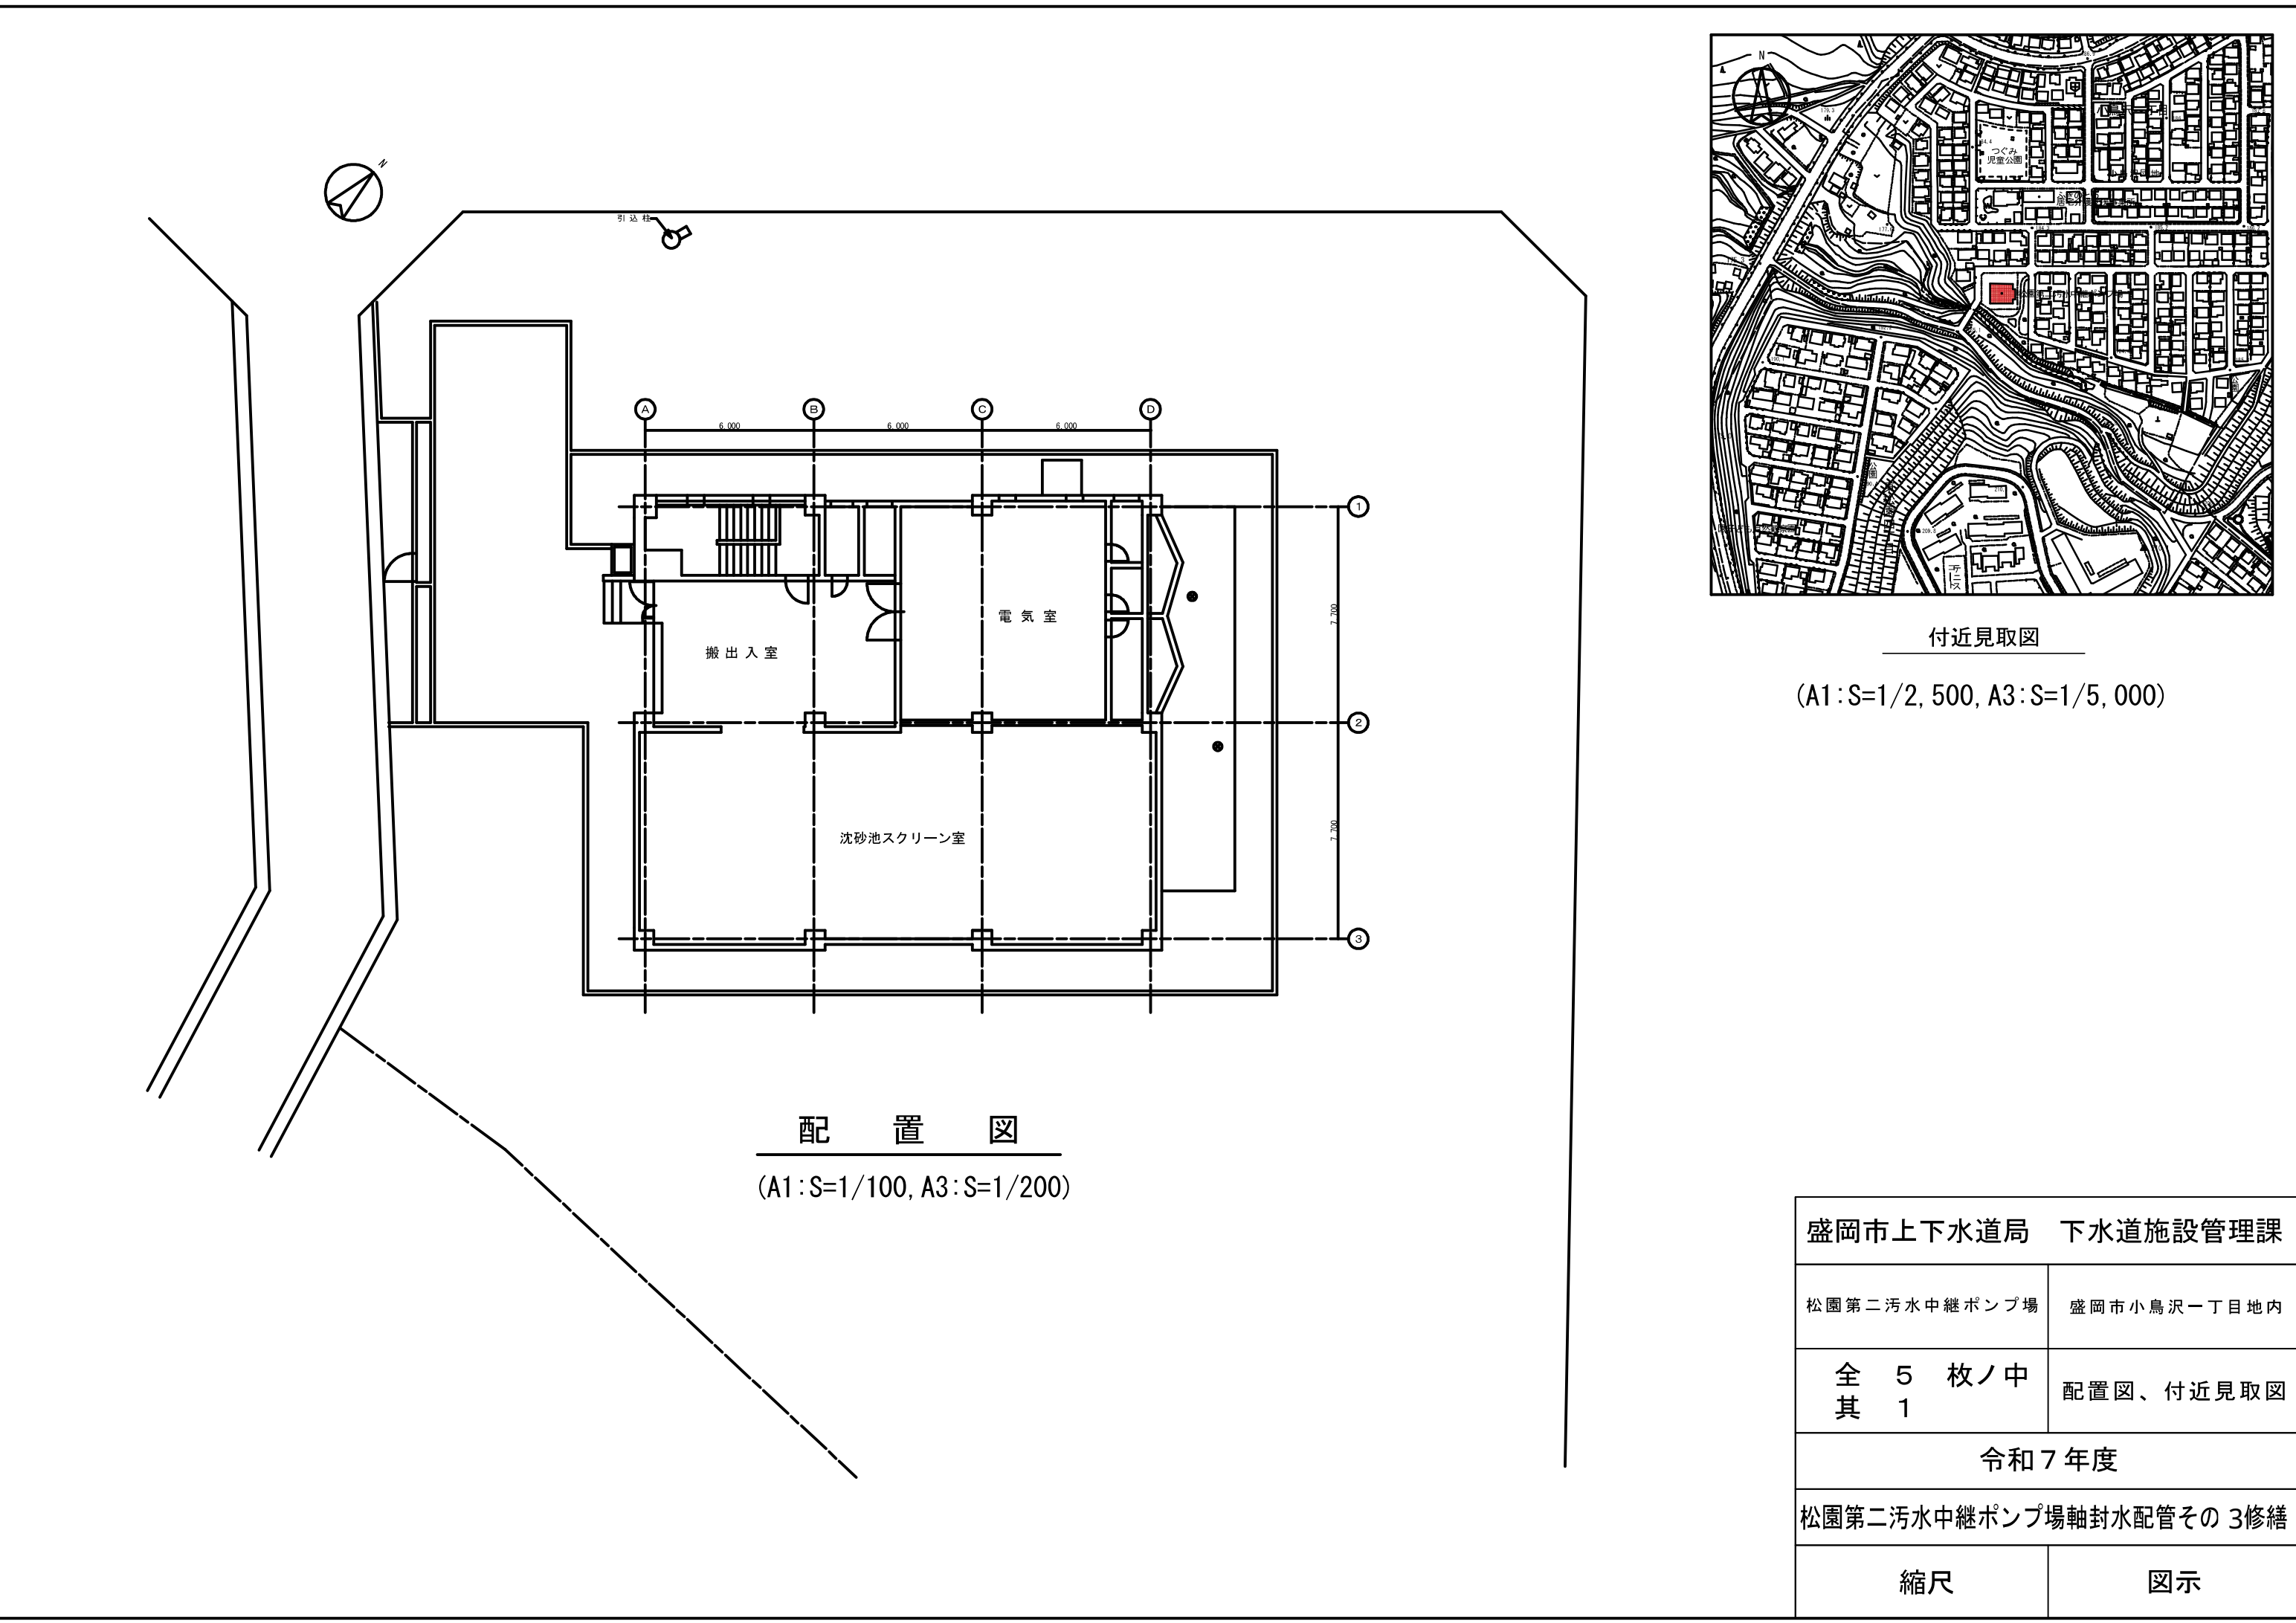 N
引込柱
A
B
C
D
6,000
6,000
6,000
1
2
3
7,700
7,700
電気室
搬出入室
沈砂池スクリーン室
配　置　図
(A1:S=1/100,A3:S=1/200)
N
つぐみ
児童公園
公園
公園
テニス
付近見取図
(A1:S=1/2,500,A3:S=1/5,000)
盛岡市上下水道局　下水道施設管理課
松園第二汚水中継ポンプ場
盛岡市小鳥沢一丁目地内
全　5　枚ノ中
其　1
配置図、付近見取図
令和７年度
松園第二汚水中継ポンプ場軸封水配管その3修繕
縮尺
図示